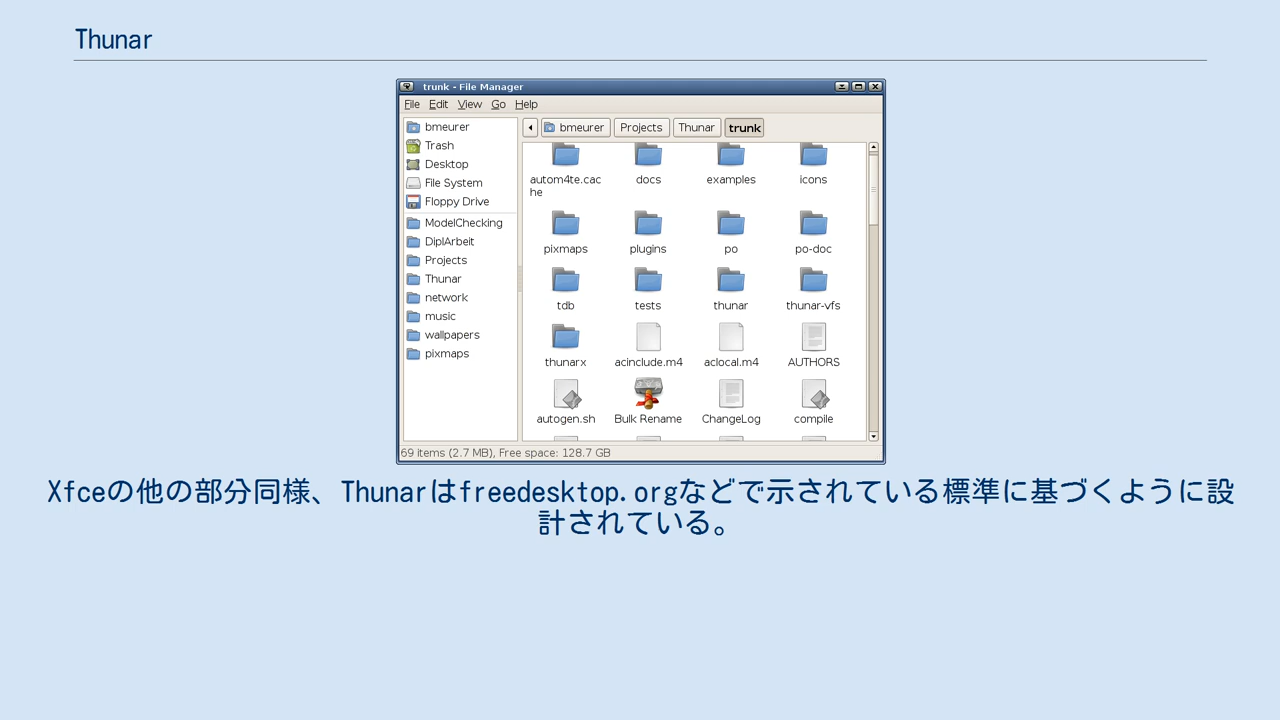 Thunar
trunk - File Manager
File Edit View Go Help
bmeurer
Trash
Desktop
File System
Floppy Drive
ModelChecking
DiplArbeit
Projects
Thunar
network
music
wallpapers
pixmaps
bmeurer Projects Thunar trunk
autom4te.cac docs examples icons
he
pixmaps plugins po po-doc
tdb tests thunar thunar-vfs
thunarx acinclude.m4 aclocal.m4 AUTHORS
autogen.sh Bulk Rename ChangeLog compile
69 items (2.7 MB), Free space: 128.7 GB
Xfceの他の部分同様、Thunarはfreedesktop.orgなどで示されている標準に基づくように設
計されている。